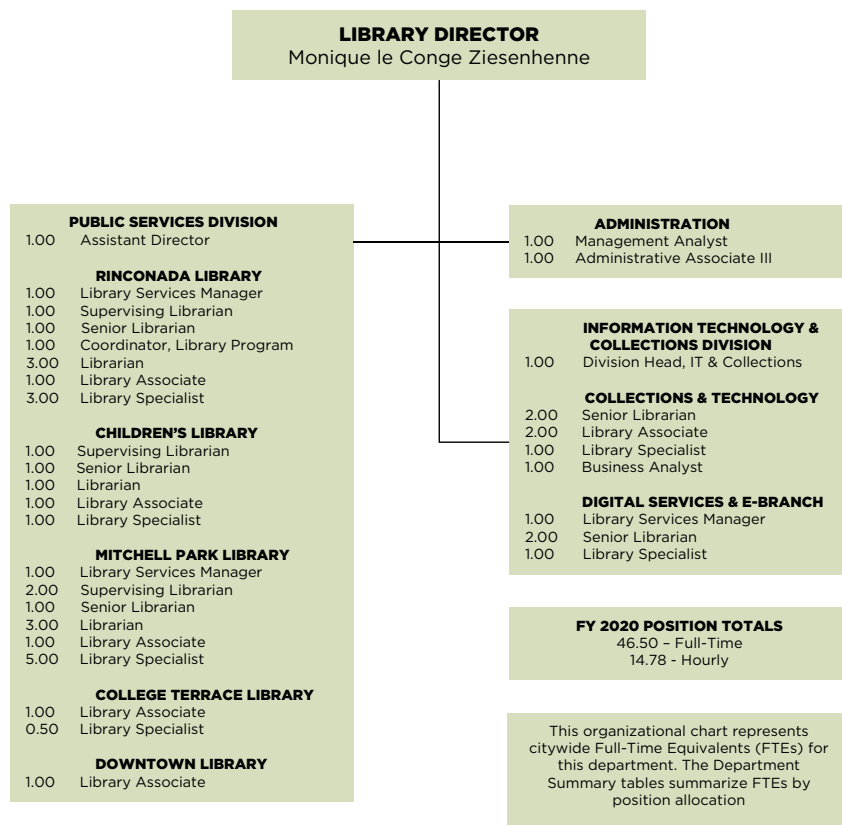 LIBRARY DIRECTOR
Monique le Conge Ziesenhenne
PUBLIC SERVICES DIVISION
1.00 Assistant Director
RINCONADA LIBRARY
1.00 Library Services Manager
1.00 Supervising Librarian
1.00 Senior Librarian
1.00 Coordinator, Library Program
3.00 Librarian
1.00 Library Associate
3.00 Library Specialist
CHILDREN'S LIBRARY
1.00 Supervising Librarian
1.00 Senior Librarian
1.00 Librarian
1.00 Library Associate
1.00 Library Specialist
MITCHELL PARK LIBRARY
1.00 Library Services Manager
2.00 Supervising Librarian
1.00 Senior Librarian
3.00 Librarian
1.00 Library Associate
5.00 Library Specialist
COLLEGE TERRACE LIBRARY
1.00 Library Associate
0.50 Library Specialist
DOWNTOWN LIBRARY
1.00 Library Associate
ADMINISTRATION
1.00 Management Analyst
1.00 Administrative Associate III
INFORMATION TECHNOLOGY &
COLLECTIONS DIVISION
1.00 Division Head, IT & Collections
COLLECTIONS & TECHNOLOGY
2.00 Senior Librarian
2.00 Library Associate
1.00 Library Specialist
1.00 Business Analyst
DIGITAL SERVICES & E-BRANCH
1.00 Library Services Manager
2.00 Senior Librarian
1.00 Library Specialist
FY 2020 POSITION TOTALS
46.50 – Full-Time
14.78 - Hourly
This organizational chart represents
citywide Full-Time Equivalents (FTEs) for
this department. The Department
Summary tables summarize FTEs by
position allocation